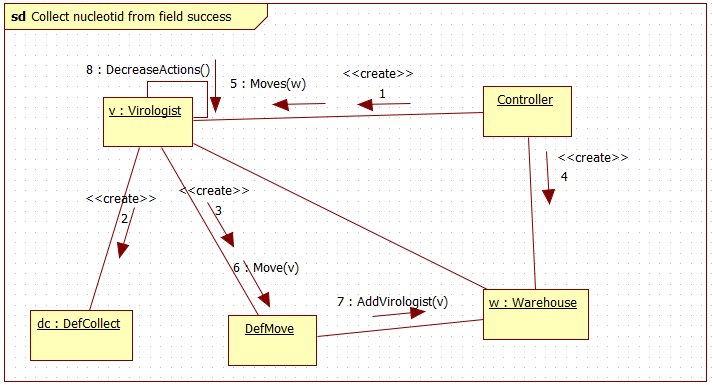 sd Collect nucleotid from field success
8 : DecreaseActions()
5 : Moves(w)
<<create>>
1
Controller
v : Virologist
<<create>>
4
<<create>>
2
<<create>>
3
6 : Move(v)
7 : AddVirologist(v)
w : Warehouse
dc : DefCollect
DefMove